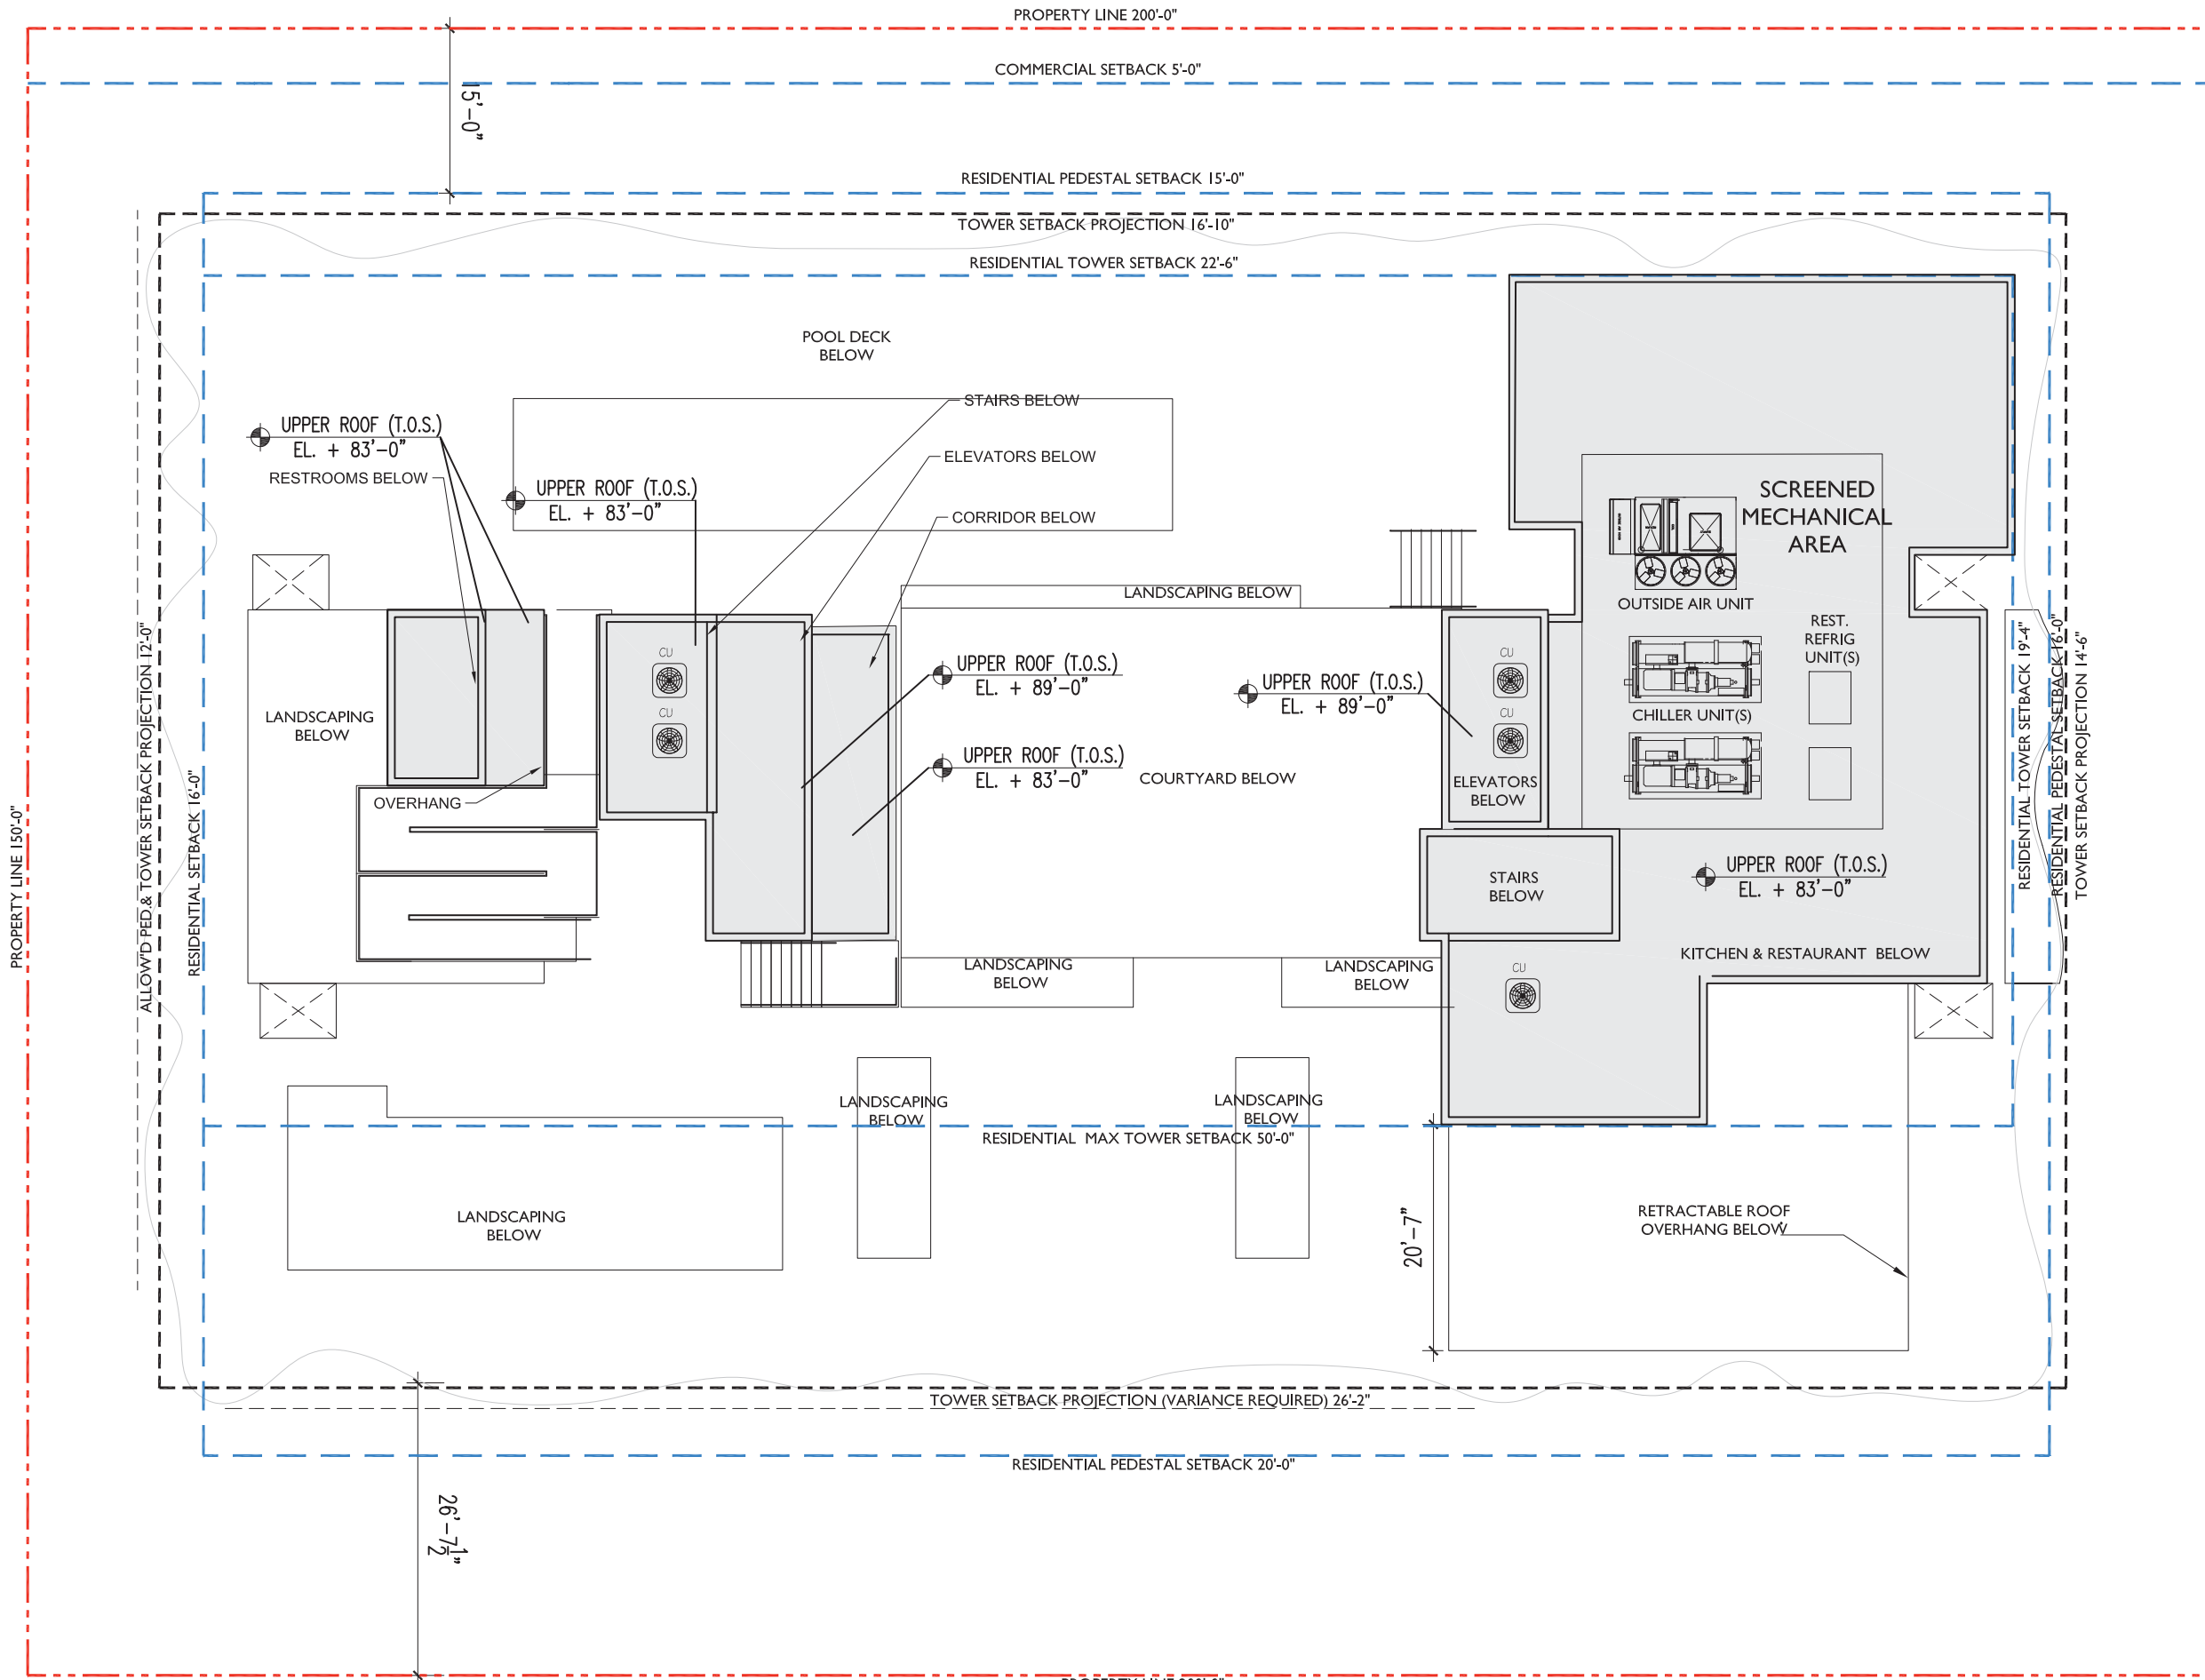 PROPERTY LINE 200'-0"
COMMERCIAL SETBACK 5'-0"
15'-0"
RESIDENTIAL PEDESTAL SETBACK 15'-0"
TOWER SETBACK PROJECTION 16'-10"
RESIDENTIAL TOWER SETBACK 22'-6"
POOL DECK
BELOW
STAIRS BELOW
UPPER ROOF (T.O.S.)
EL. + 83'-0"
RESTROOMS BELOW
ELEVATORS BELOW
UPPER ROOF (T.O.S.)
EL. + 83'-0"
CORRIDOR BELOW
SCREENED
MECHANICAL
AREA
OUTSIDE AIR UNIT
LANDSCAPING BELOW
REST.
REFRIG
UNIT(S)
CU
CU
CU
CU
UPPER ROOF (T.O.S.)
EL. + 89'-0"
UPPER ROOF (T.O.S.)
EL. + 89'-0"
CHILLER UNIT(S)
LANDSCAPING
BELOW
UPPER ROOF (T.O.S.)
EL. + 83'-0"
COURTYARD BELOW
ELEVATORS
BELOW
OVERHANG
STAIRS
BELOW
UPPER ROOF (T.O.S.)
EL. + 83'-0"
KITCHEN & RESTAURANT BELOW
PROPERTY LINE 150'-0"
ALLOW'D PED.& TOWER SETBACK PROJECTION 12'-0"
RESIDENTIAL SETBACK 16'-0"
RESIDENTIAL TOWER SETBACK 19'-4"
RESIDENTIAL PEDESTAL SETBACK 16'-0"
TOWER SETBACK PROJECTION 14'-6"
LANDSCAPING
BELOW
LANDSCAPING
BELOW
CU
LANDSCAPING
BELOW
LANDSCAPING
BELOW
RESIDENTIAL MAX TOWER SETBACK 50'-0"
LANDSCAPING
BELOW
20'-7"
RETRACTABLE ROOF
OVERHANG BELOW
TOWER SETBACK PROJECTION (VARIANCE REQUIRED) 26'-2"
RESIDENTIAL PEDESTAL SETBACK 20'-0"
26'-7½"
PROPERTY LINE 200'-0"